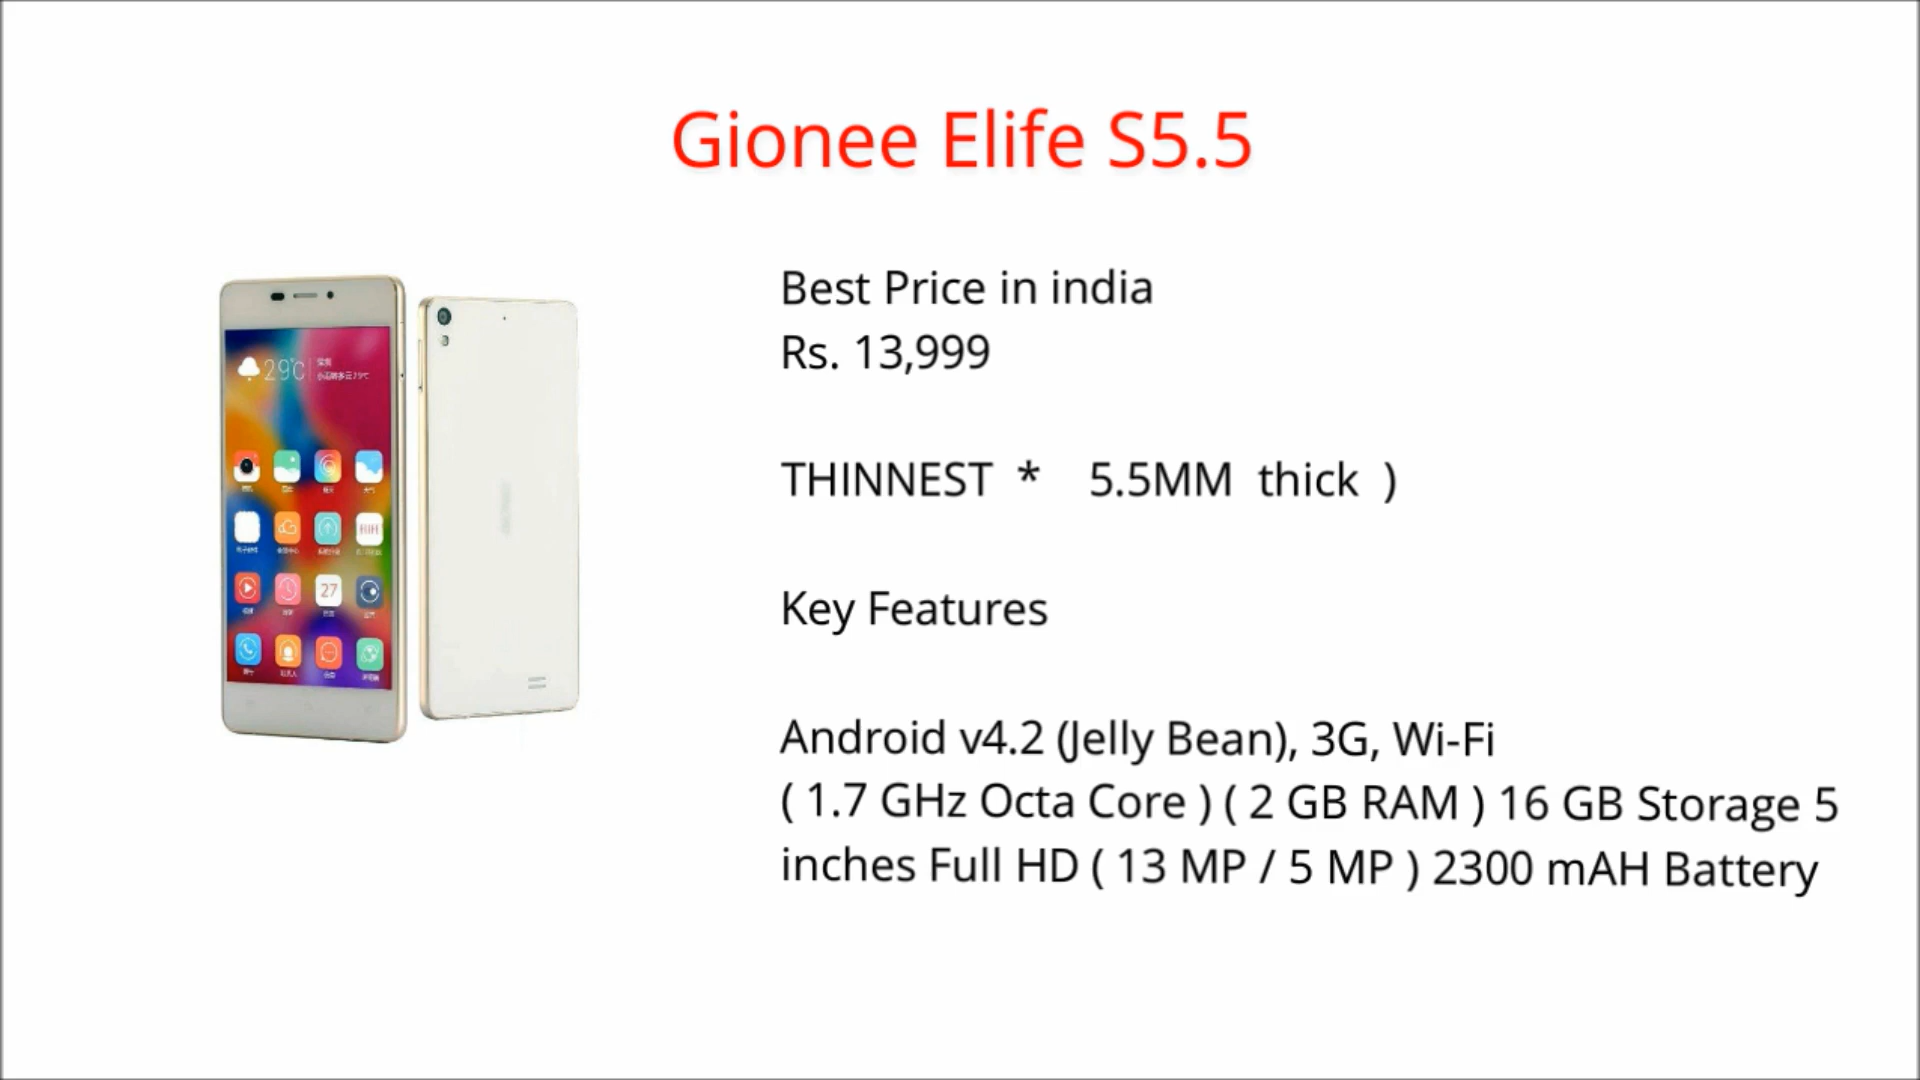 Gionee Elife S5.5
Best Price in india
Rs. 13,999
THINNEST * 5.5MM thick )
Key Features
Android v4.2 (Jelly Bean), 3G, Wi-Fi
( 1.7 GHz Octa Core ) ( 2 GB RAM ) 16 GB Storage 5
inches Full HD ( 13 MP / 5 MP ) 2300 mAH Battery
29°C
27